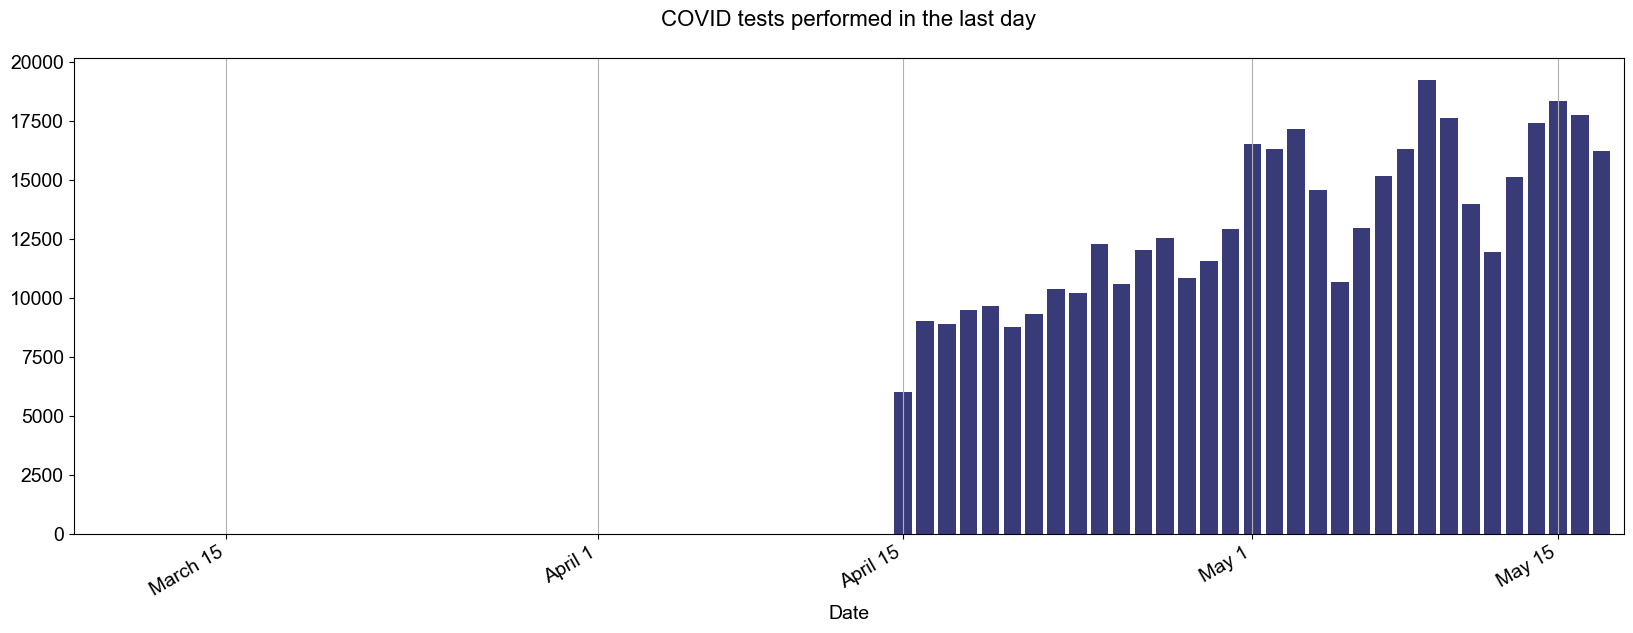 COVID tests performed in the last day
20000
17500
15000
12500
10000
7500
5000
2500
0
March 15
April 1
April 15
May 1
May 15
Date